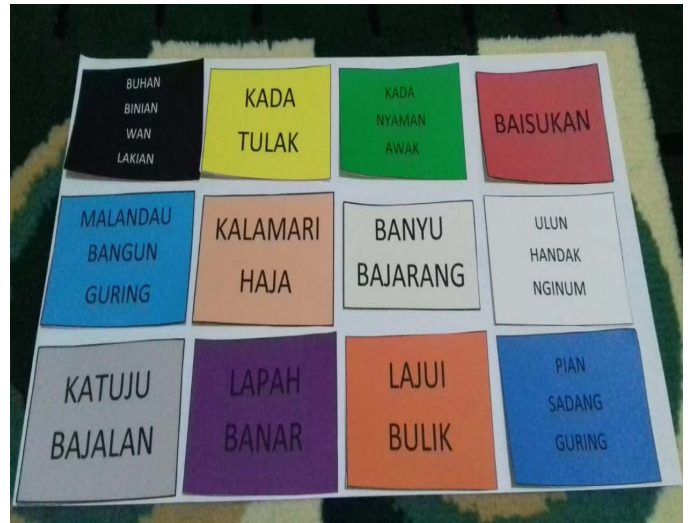 BUHAN
BINIAN
WAN
LAKIAN
KADA
TULAK
KADA
NYAMAN
AWAK
BAISUKAN
MALANDAU
BANGUN
GURING
KALAMARI
HAJA
BANYU
BAJARANG
ULUN
HANDAK
NGINUM
KATUJU
BAJALAN
LAPAH
BANAR
LAJUI
BULIK
PIAN
SADANG
GURING